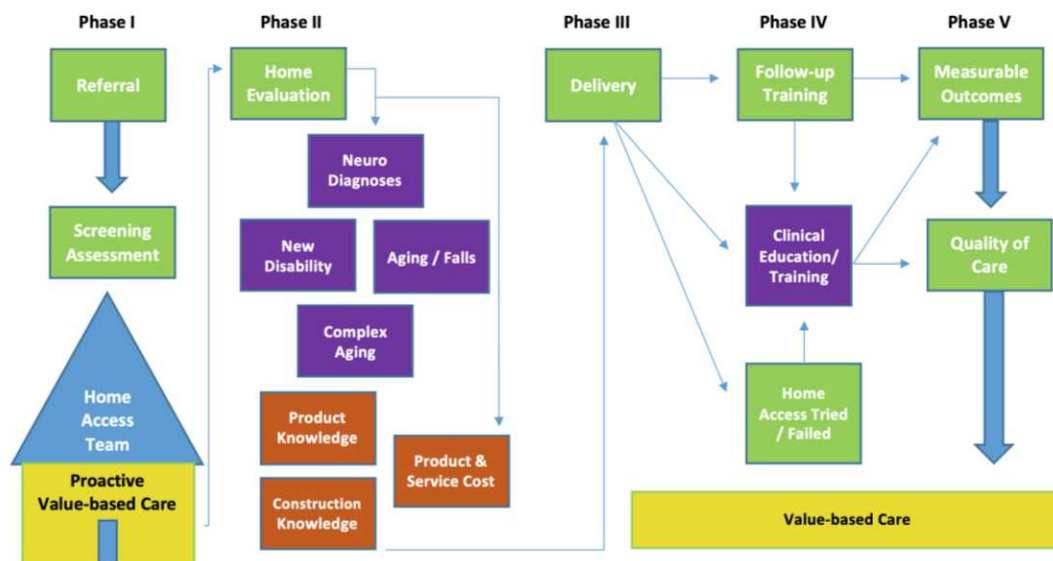 Phase I
Phase II
Phase III
Phase IV
Phase V
Referral
Screening
Assessment
Home
Access
Team
Proactive
Value-based Care
Home
Evaluation
Neuro
Diagnoses
New
Disability
Aging / Falls
Complex
Aging
Product
Knowledge
Product &
Service Cost
Construction
Knowledge
Delivery
Follow-up
Training
Clinical
Education/
Training
Home
Access Tried
/ Failed
Measurable
Outcomes
Quality of
Care
Value-based Care